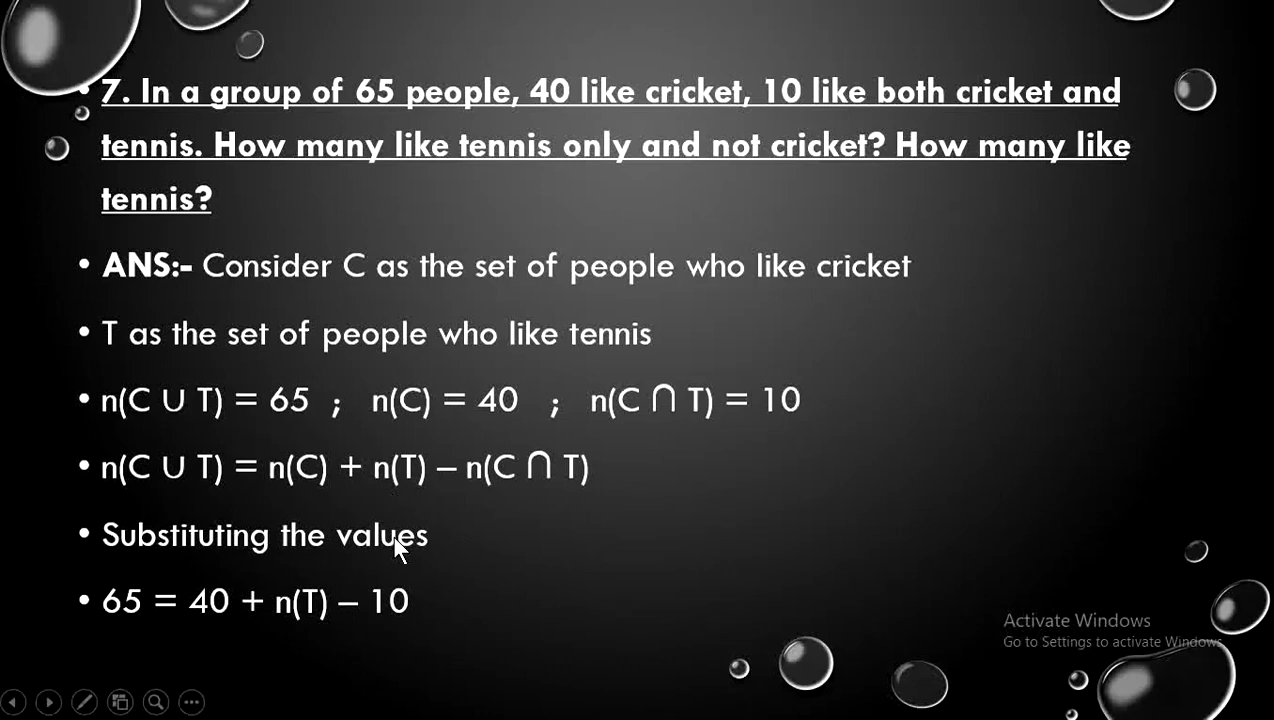 • 7. In a group of 65 people, 40 like cricket, 10 like both cricket and
tennis. How many like tennis only and not cricket? How many like
tennis?
• ANS:- Consider C as the set of people who like cricket
• T as the set of people who like tennis
• n(C ∪ T) = 65 ; n(C) = 40 ; n(C ∩ T) = 10
• n(C ∪ T) = n(C) + n(T) – n(C ∩ T)
• Substituting the values
• 65 = 40 + n(T) – 10
Activate Windows
Go to Settings to activate Windows.